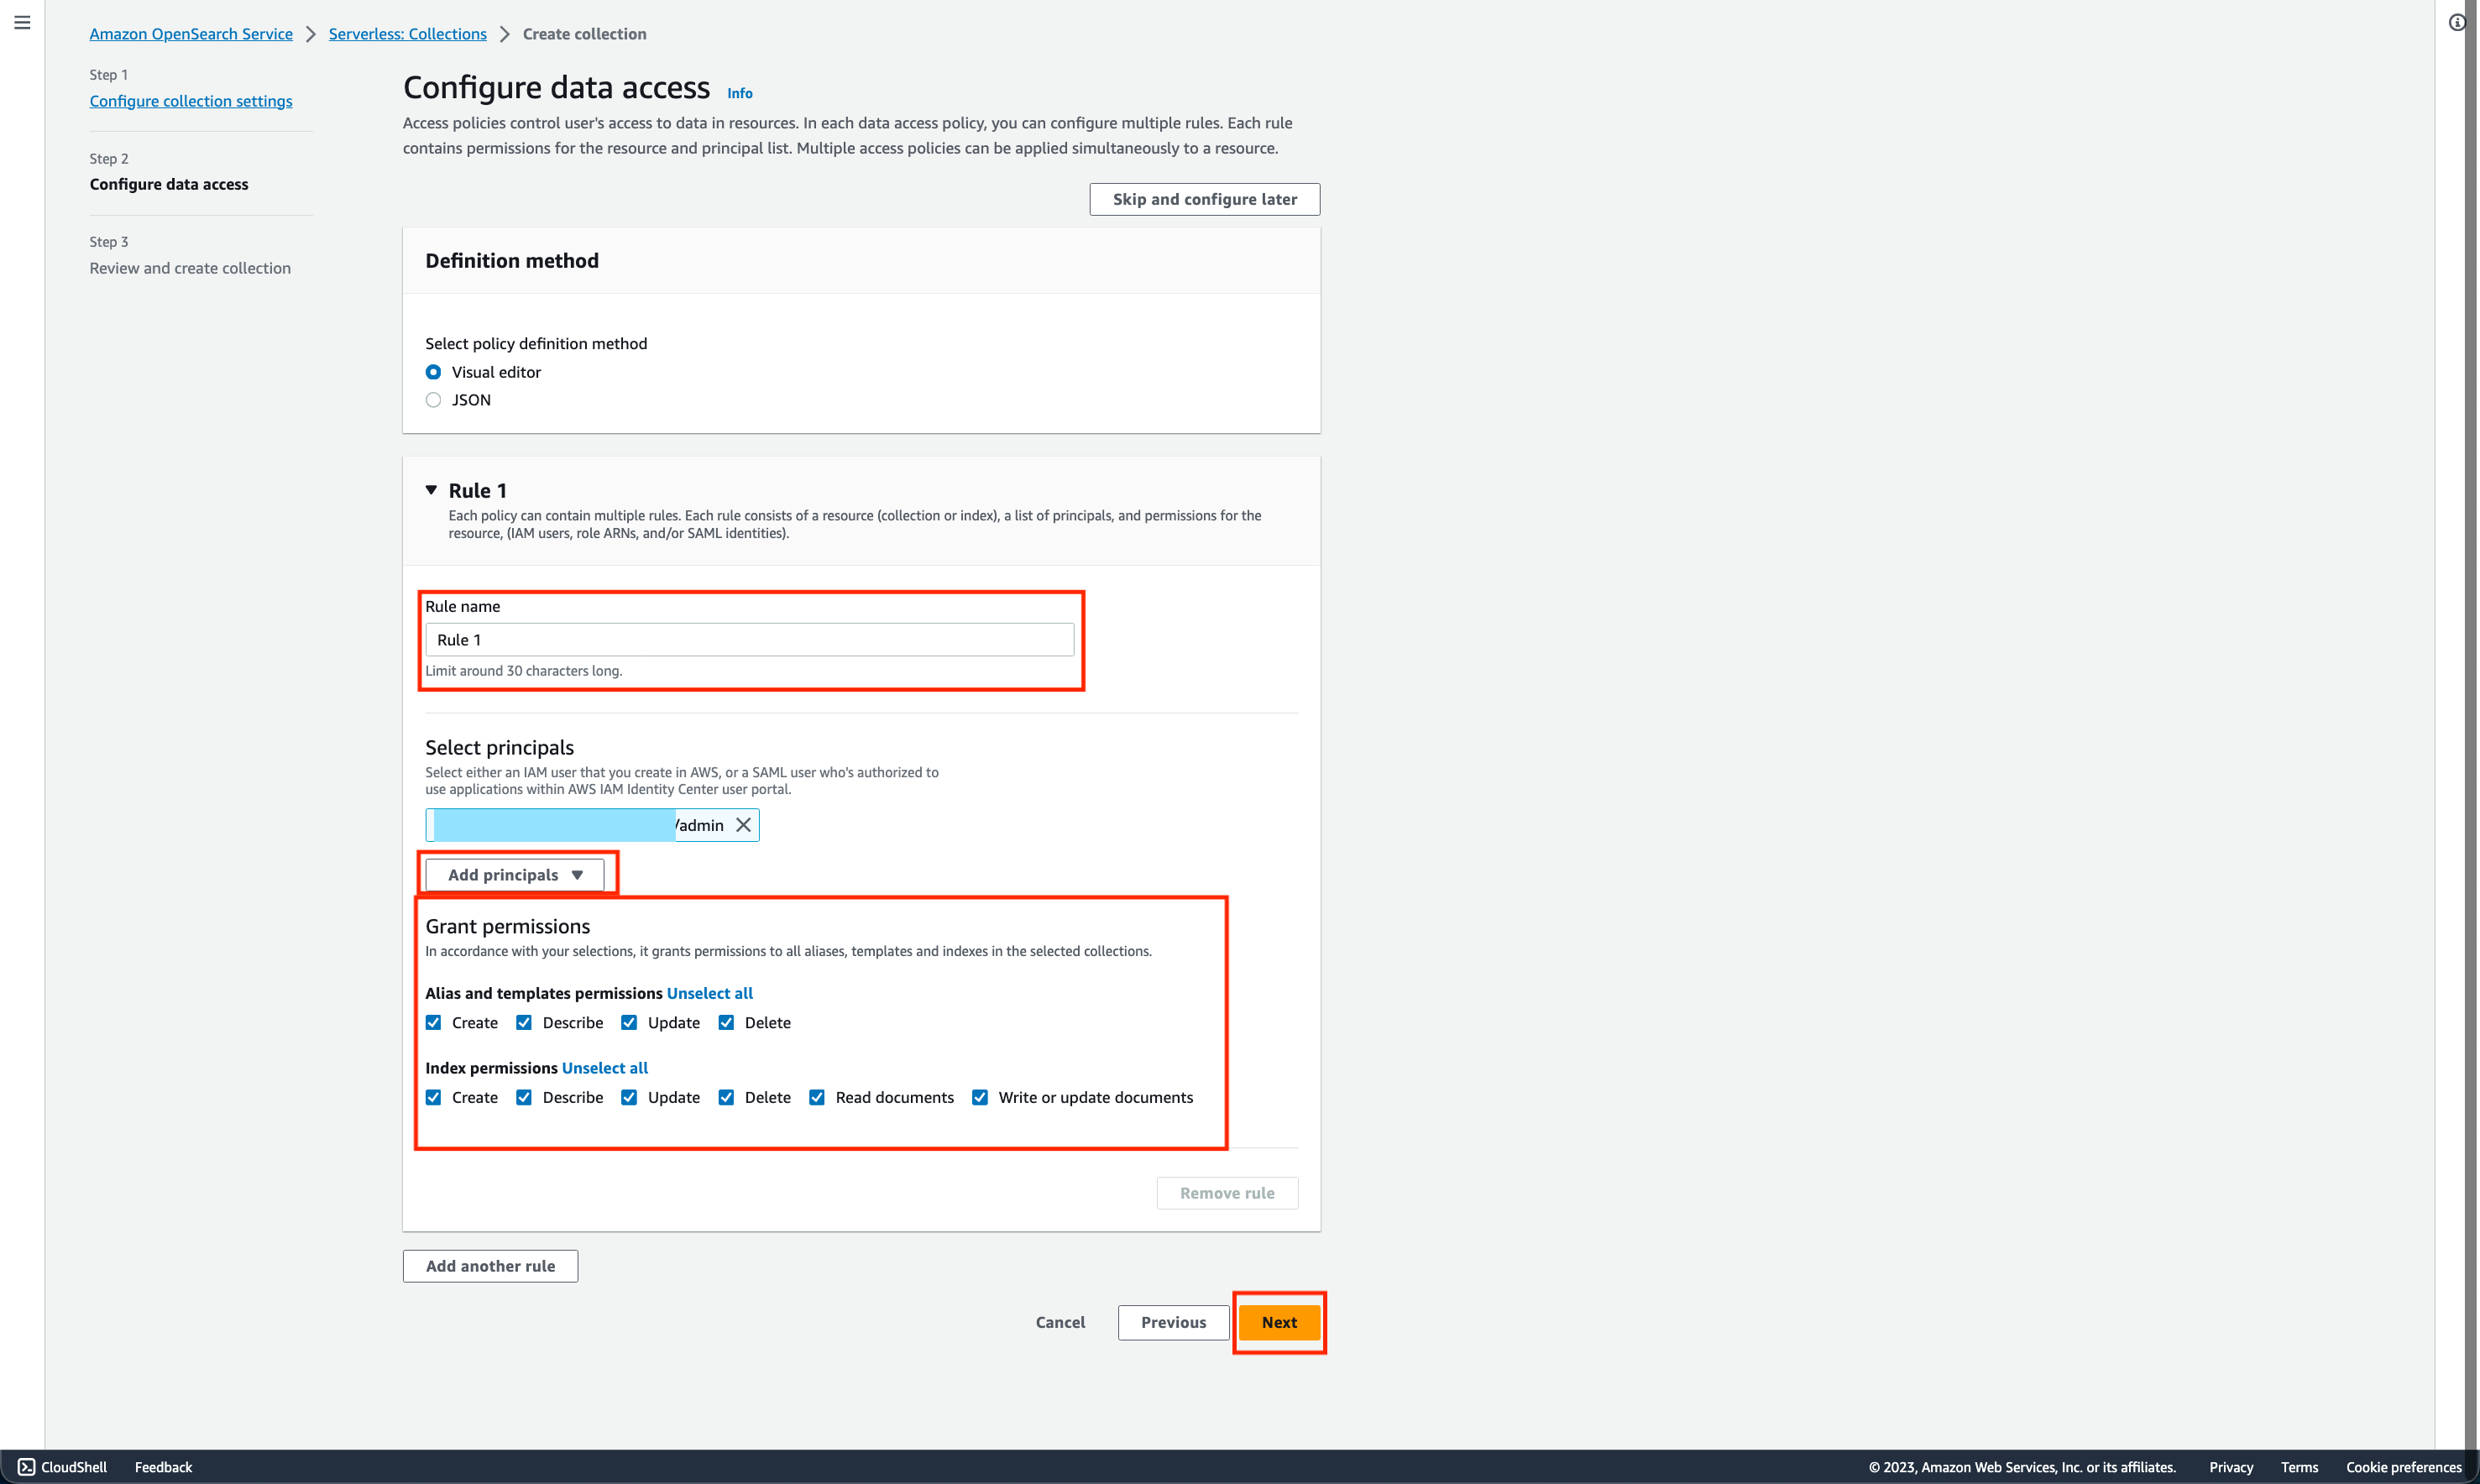 Amazon OpenSearch Service > Serverless: Collections > Create collection
Step 1
Configure collection settings
Step 2
Configure data access
Step 3
Review and create collection
Configure data access Info
Access policies control user's access to data in resources. In each data access policy, you can configure multiple rules. Each rule
contains permissions for the resource and principal list. Multiple access policies can be applied simultaneously to a resource.
Skip and configure later
Definition method
Select policy definition method
Visual editor
JSON
Rule 1
Each policy can contain multiple rules. Each rule consists of a resource (collection or index), a list of principals, and permissions for the
resource, (IAM users, role ARNs, and/or SAML identities).
Rule name
Rule 1
Limit around 30 characters long.
Select principals
Select either an IAM user that you create in AWS, or a SAML user who's authorized to
use applications within AWS IAM Identity Center user portal.
/admin
Add principals
Grant permissions
In accordance with your selections, it grants permissions to all aliases, templates and indexes in the selected collections.
Alias and templates permissions Unselect all
Create Describe Update Delete
Index permissions Unselect all
Create Describe Update Delete Read documents Write or update documents
Remove rule
Add another rule
Cancel Previous Next
CloudShell Feedback © 2023, Amazon Web Services, Inc. or its affiliates. Privacy Terms Cookie preferences